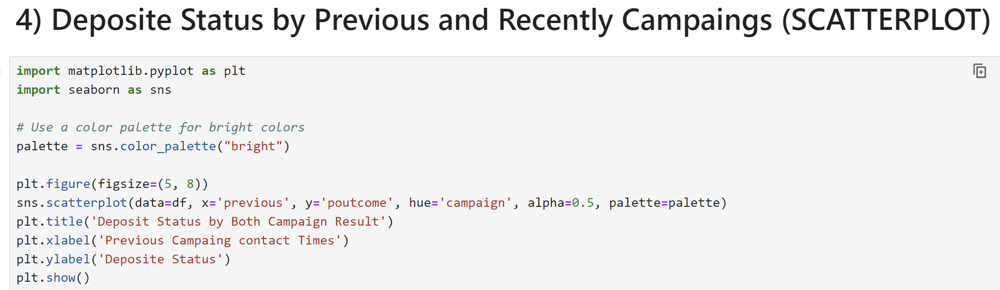 4) Deposite Status by Previous and Recently Campaings (SCATTERPLOT)
import matplotlib.pyplot as plt
import seaborn as sns
# Use a color palette for bright colors
palette = sns.color_palette("bright")
plt.figure(figsize=(5, 8))
sns.scatterplot(data=df, x='previous', y='poutcome', hue='campaign', alpha=0.5, palette=palette)
plt.title('Deposit Status by Both Campaign Result')
plt.xlabel('Previous Campaing contact Times')
plt.ylabel('Deposite Status')
plt.show()